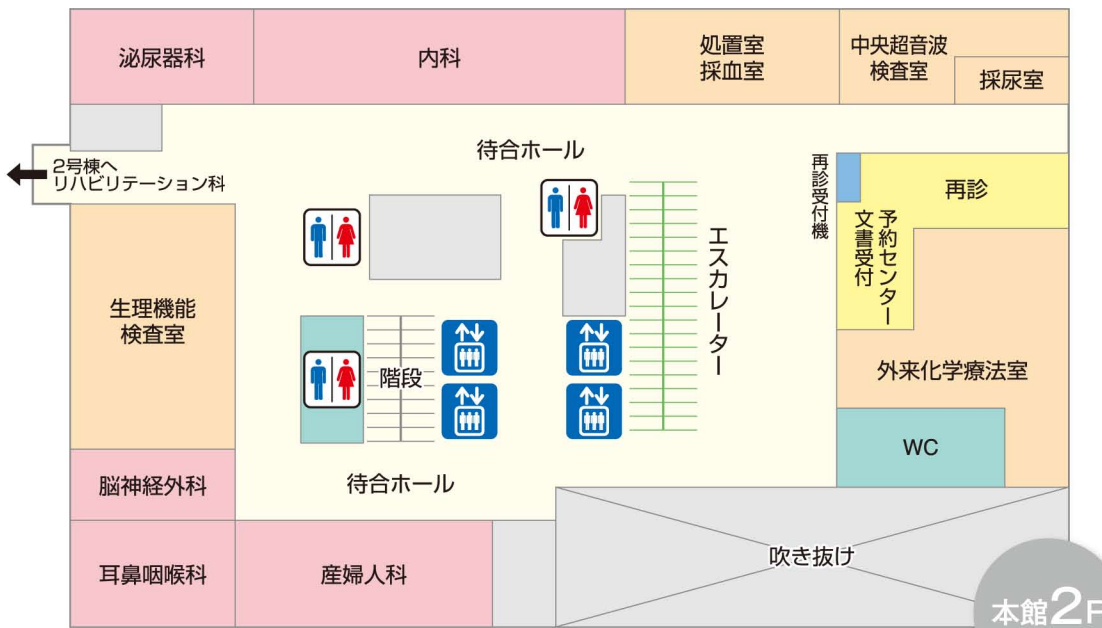 泌尿器科
内科
処置室
採血室
中央超音波
検査室
採尿室
待合ホール
2号棟へ
リハビリテーション科
再診受付機
再診
予約センター
文書受付
エスカレーター
生理機能
検査室
階段
外来化学療法室
WC
脳神経外科
待合ホール
耳鼻咽喉科
産婦人科
吹き抜け
本館2F